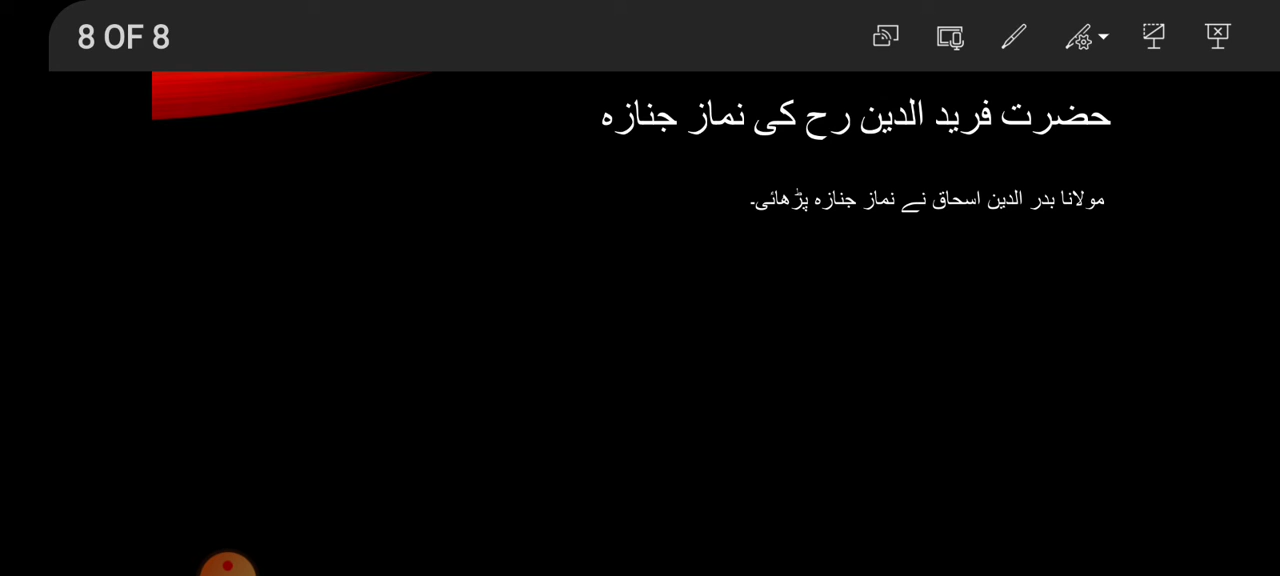 8 OF 8
حضرت فرید الدین رح کی نماز جنازہ
مولانا بدر الدین اسحاق نے نماز جنازہ پڑھائی۔